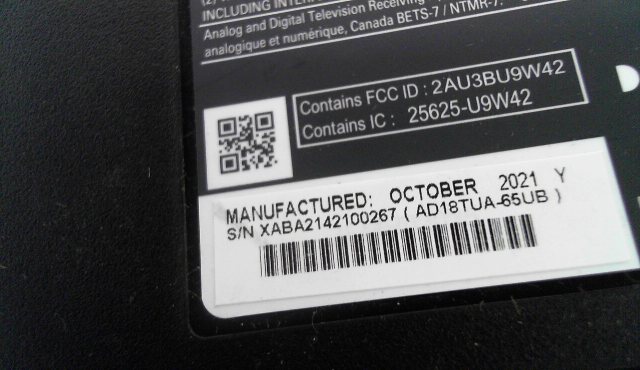 INCLUDING INTERF
Analog and Digital Television Receiving
analogique et numérique, Canada BETS-7 / NTMR-7.
Contains FCC ID : 2AU3BU9W42
Contains IC : 25625-U9W42
MANUFACTURED: OCTOBER 2021 Y
S/N XABA2142100267 ( AD18TUA-65UB )